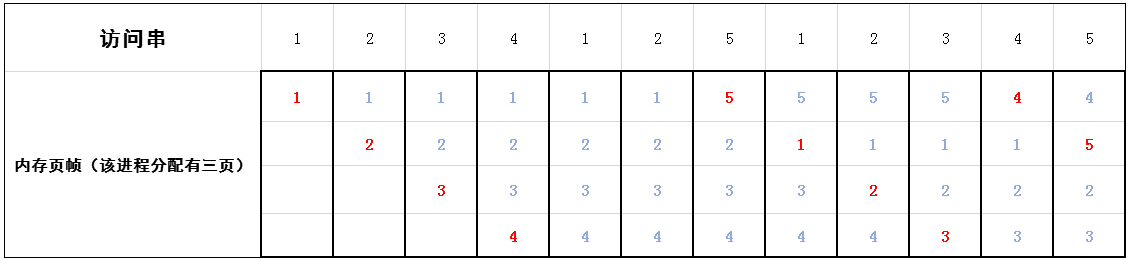 访问串 1 2 3 4 1 2 5 1 2 3 4 5
1 1 1 1 1 1 5 5 5 5 4 4
2 2 2 2 2 2 1 1 1 1 5
内存页帧（该进程分配有三页）
3 3 3 3 3 3 2 2 2 2
4 4 4 4 4 4 3 3 3